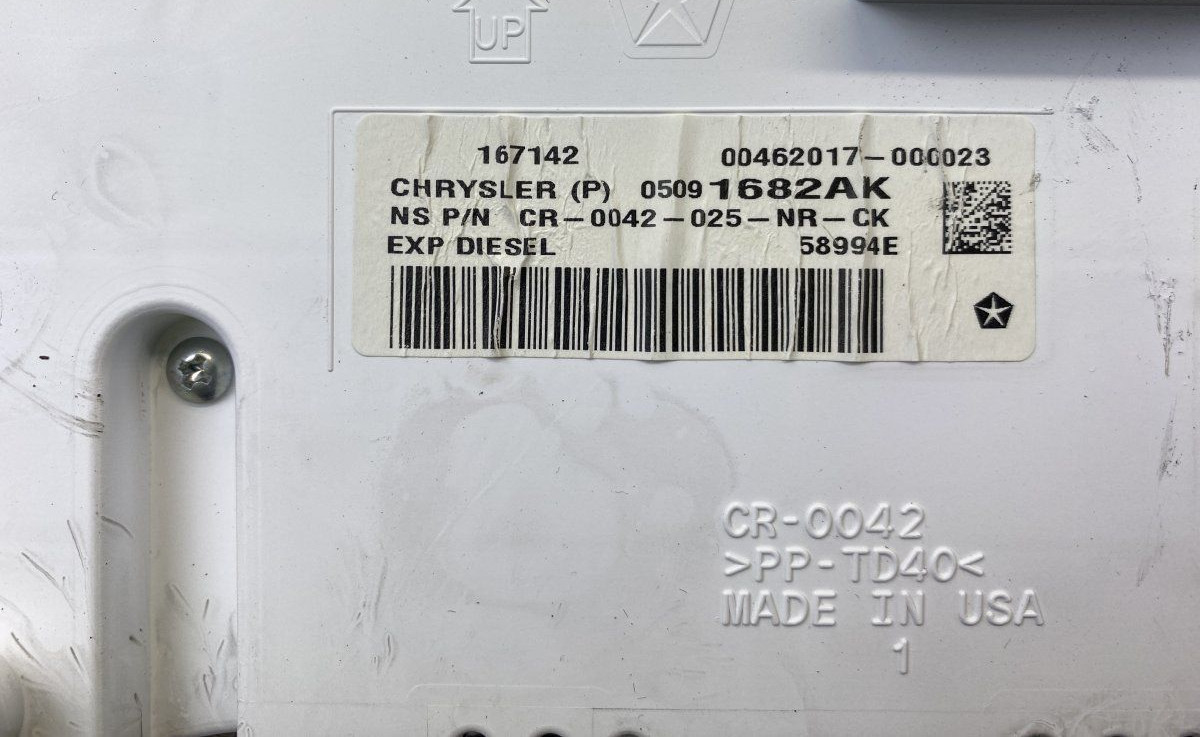 UP
167142 00462017-000023
CHRYSLER (P) 05091682AK
NS P/N CR-0042-025-NR-CK
EXP DIESEL 58994E
CR-0042
>PP-TD40<
MADE IN USA
1